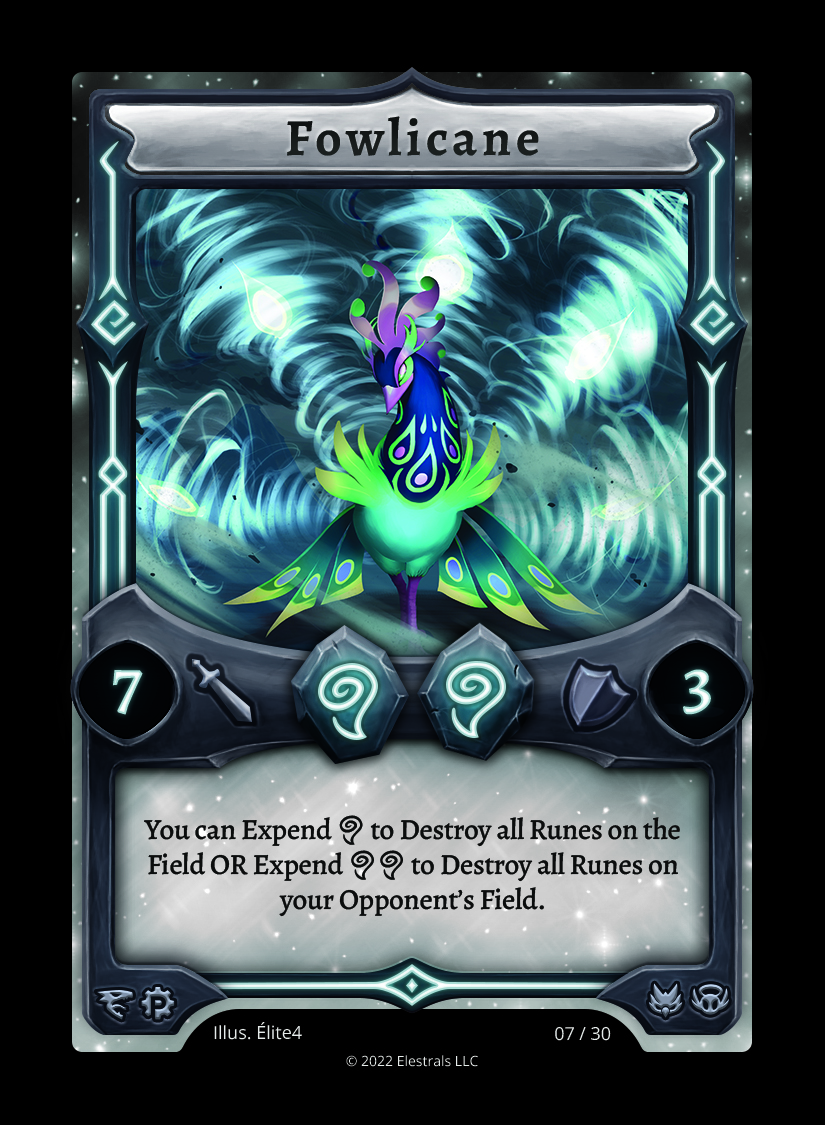 Fowlicane
7
3
You can Expend to Destroy all Runes on the
Field OR Expend to Destroy all Runes on
your Opponent’s Field.
P
Illus. Élite4
07 / 30
© 2022 Elestrals LLC